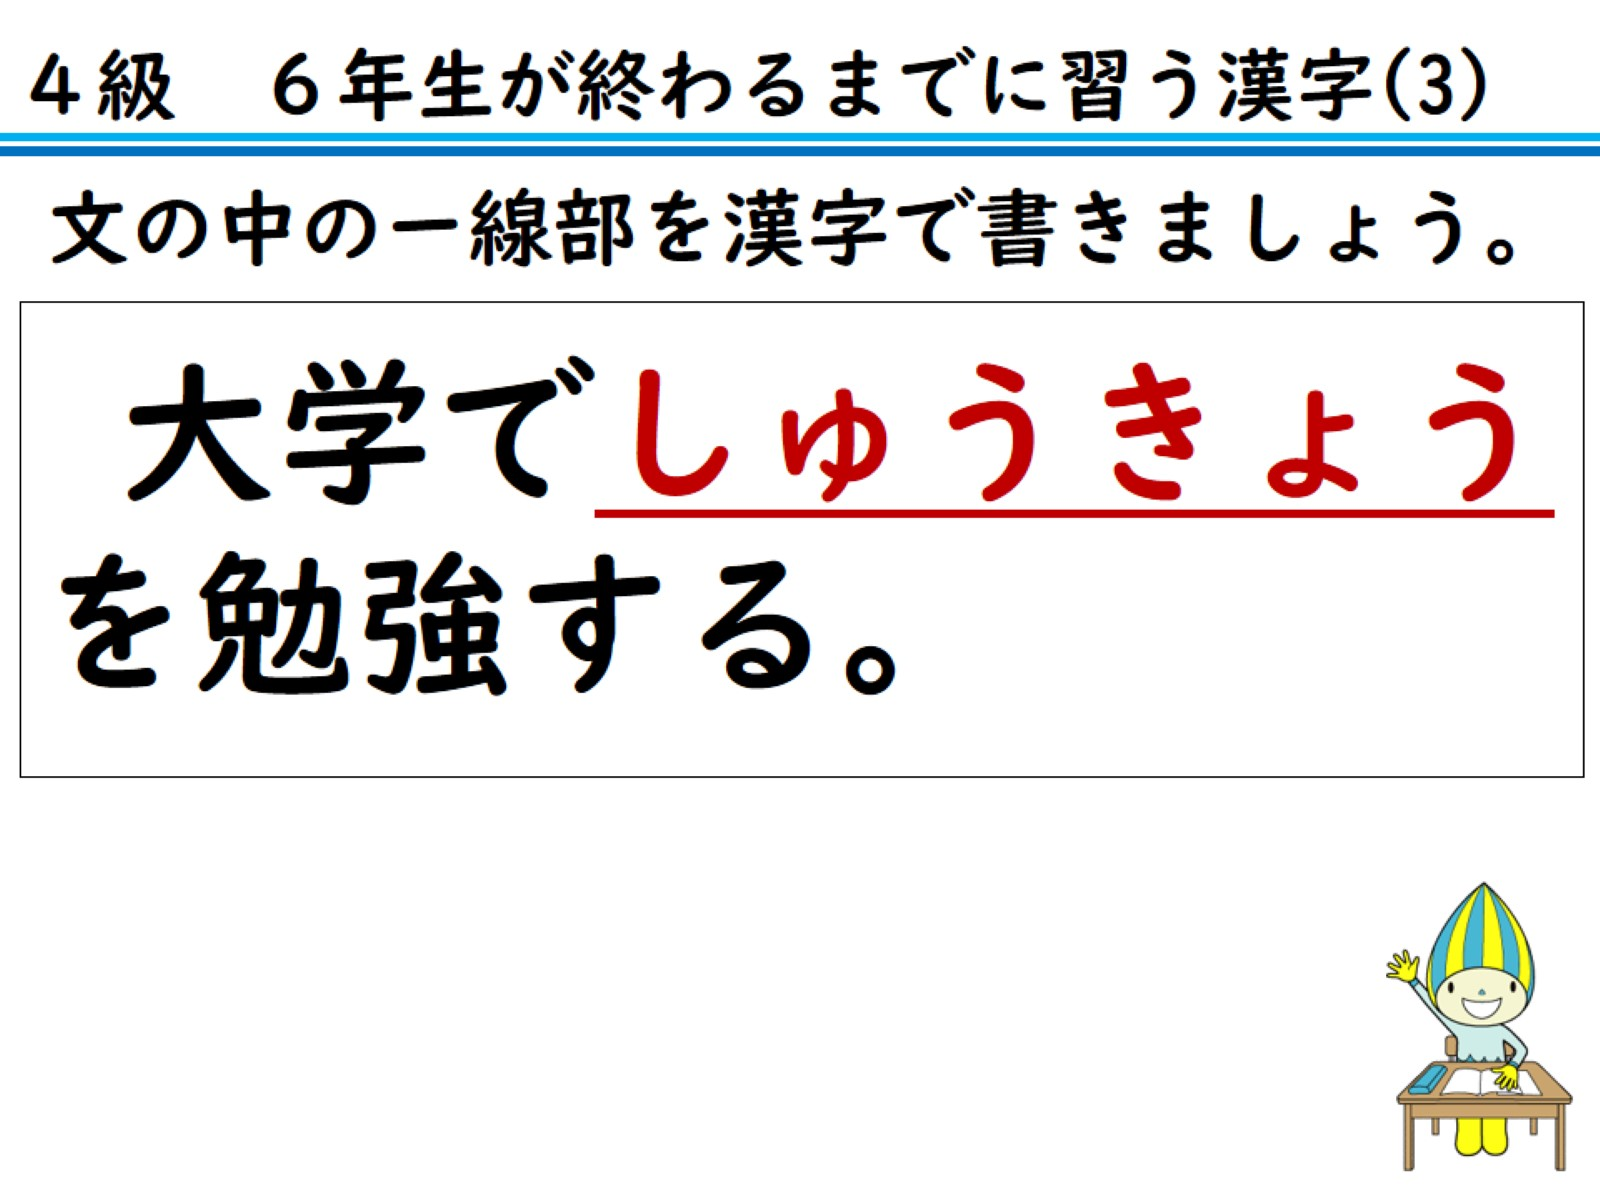 ４級　６年生が終わるまでに習う漢字(3)
文の中の一線部を漢字で書きましょう。
大学でしゅうきょう
を勉強する。